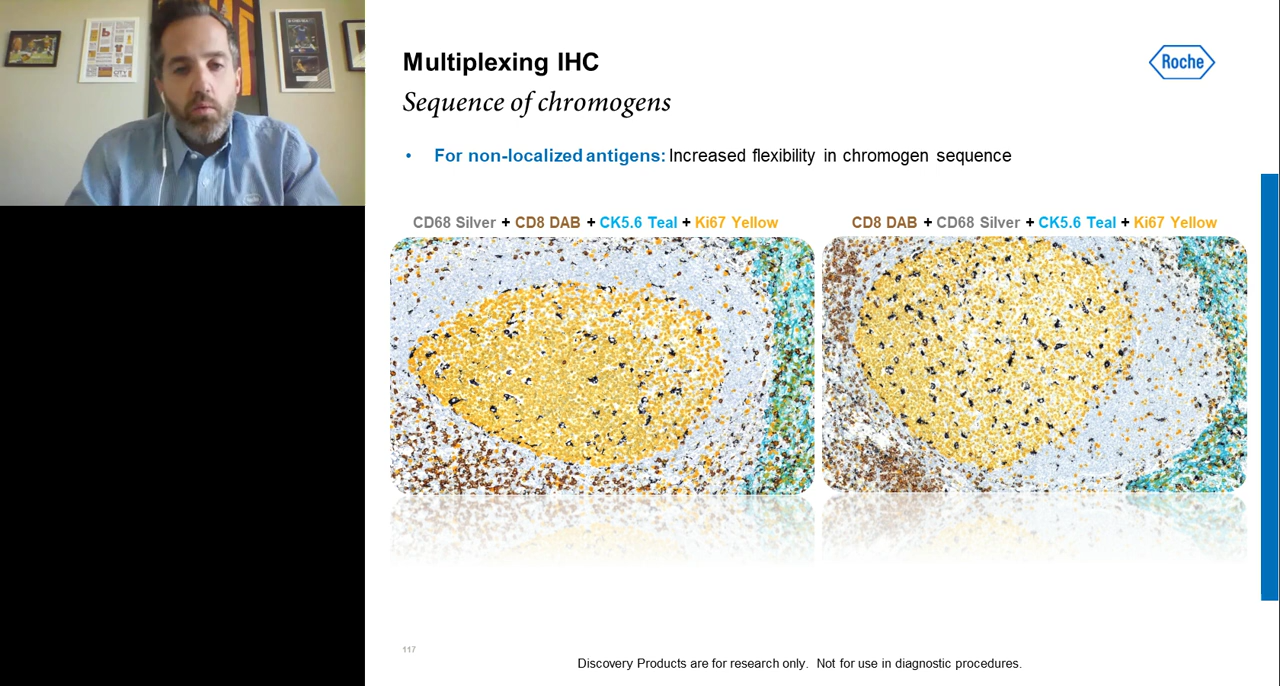 Multiplexing IHC
Roche
Sequence of chromogens
• For non-localized antigens: Increased flexibility in chromogen sequence
CD68 Silver + CD8 DAB + CK5.6 Teal + Ki67 Yellow
CD8 DAB + CD68 Silver + CK5.6 Teal + Ki67 Yellow
117
Discovery Products are for research only. Not for use in diagnostic procedures.